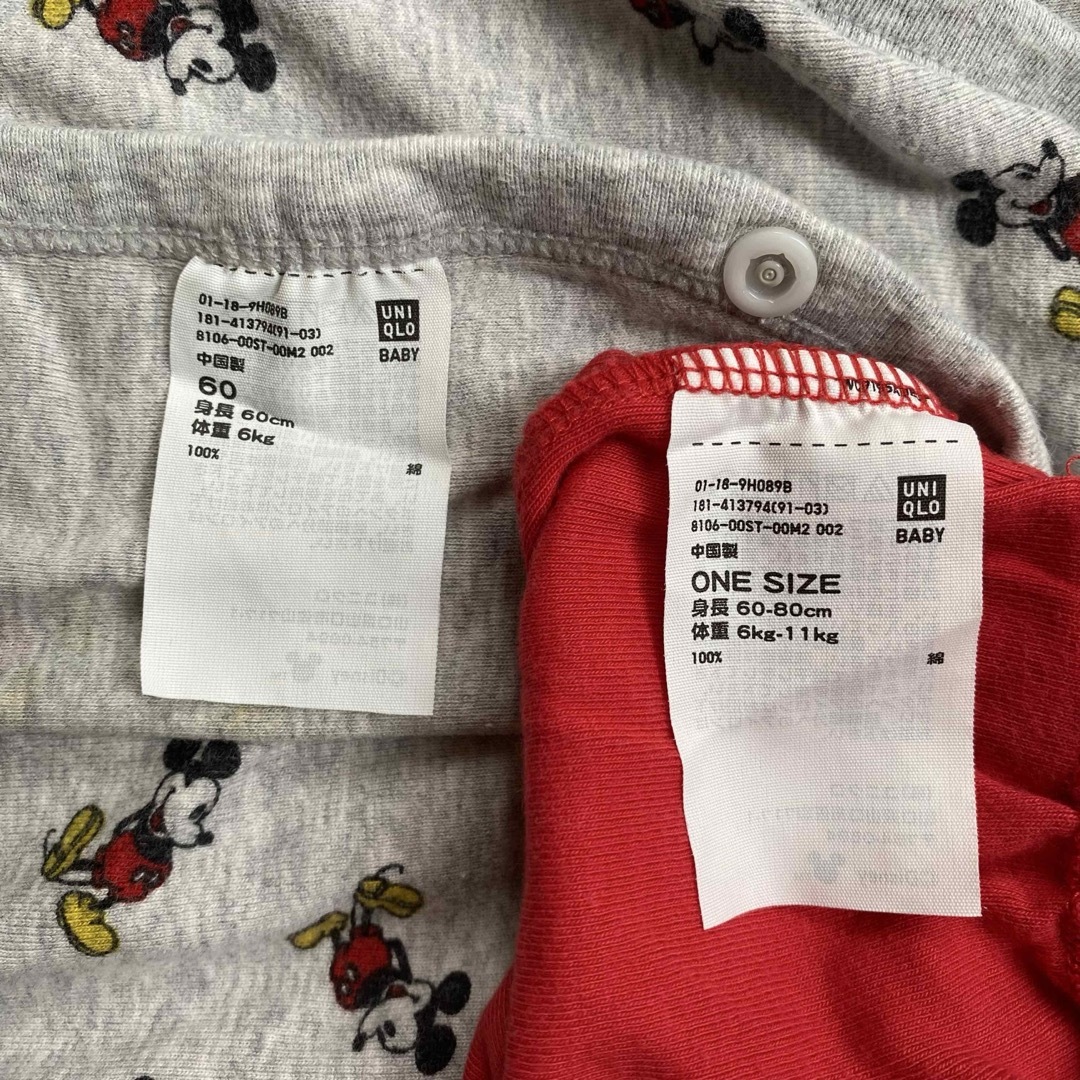 01-18-9H089B
181-413794(91-03)
8106-00ST-00M2 002
中国製
60
身長 60cm
体重 6kg
100% 綿
UNI
QLO
BABY
01-18-9H089B
181-413794(91-03)
8106-00ST-00M2 002
中国製
ONE SIZE
身長 60-80cm
体重 6kg-11kg
100% 綿
UNI
QLO
BABY